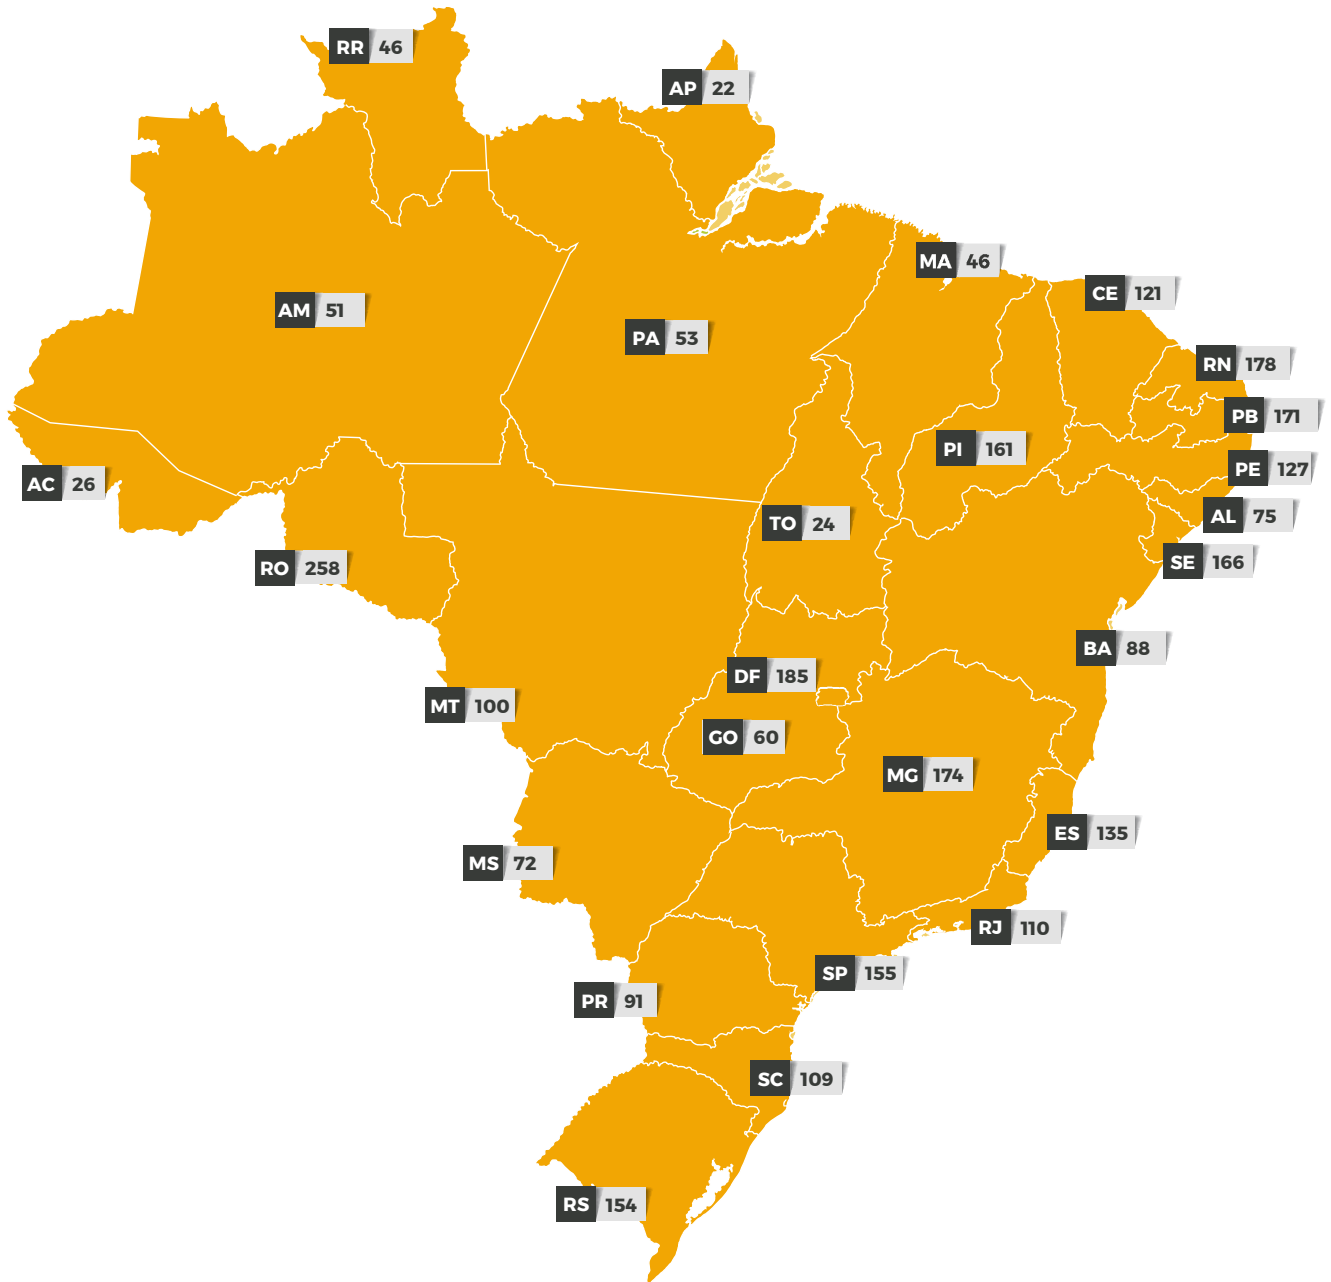 RR 46
AP 22
MA 46
CE 121
AM 51
PA 53
RN 178
PB 171
PI 161
PE 127
AC 26
AL 75
TO 24
SE 166
RO 258
BA 88
DF 185
MT 100
GO 60
MG 174
ES 135
MS 72
RJ 110
SP 155
PR 91
SC 109
RS 154